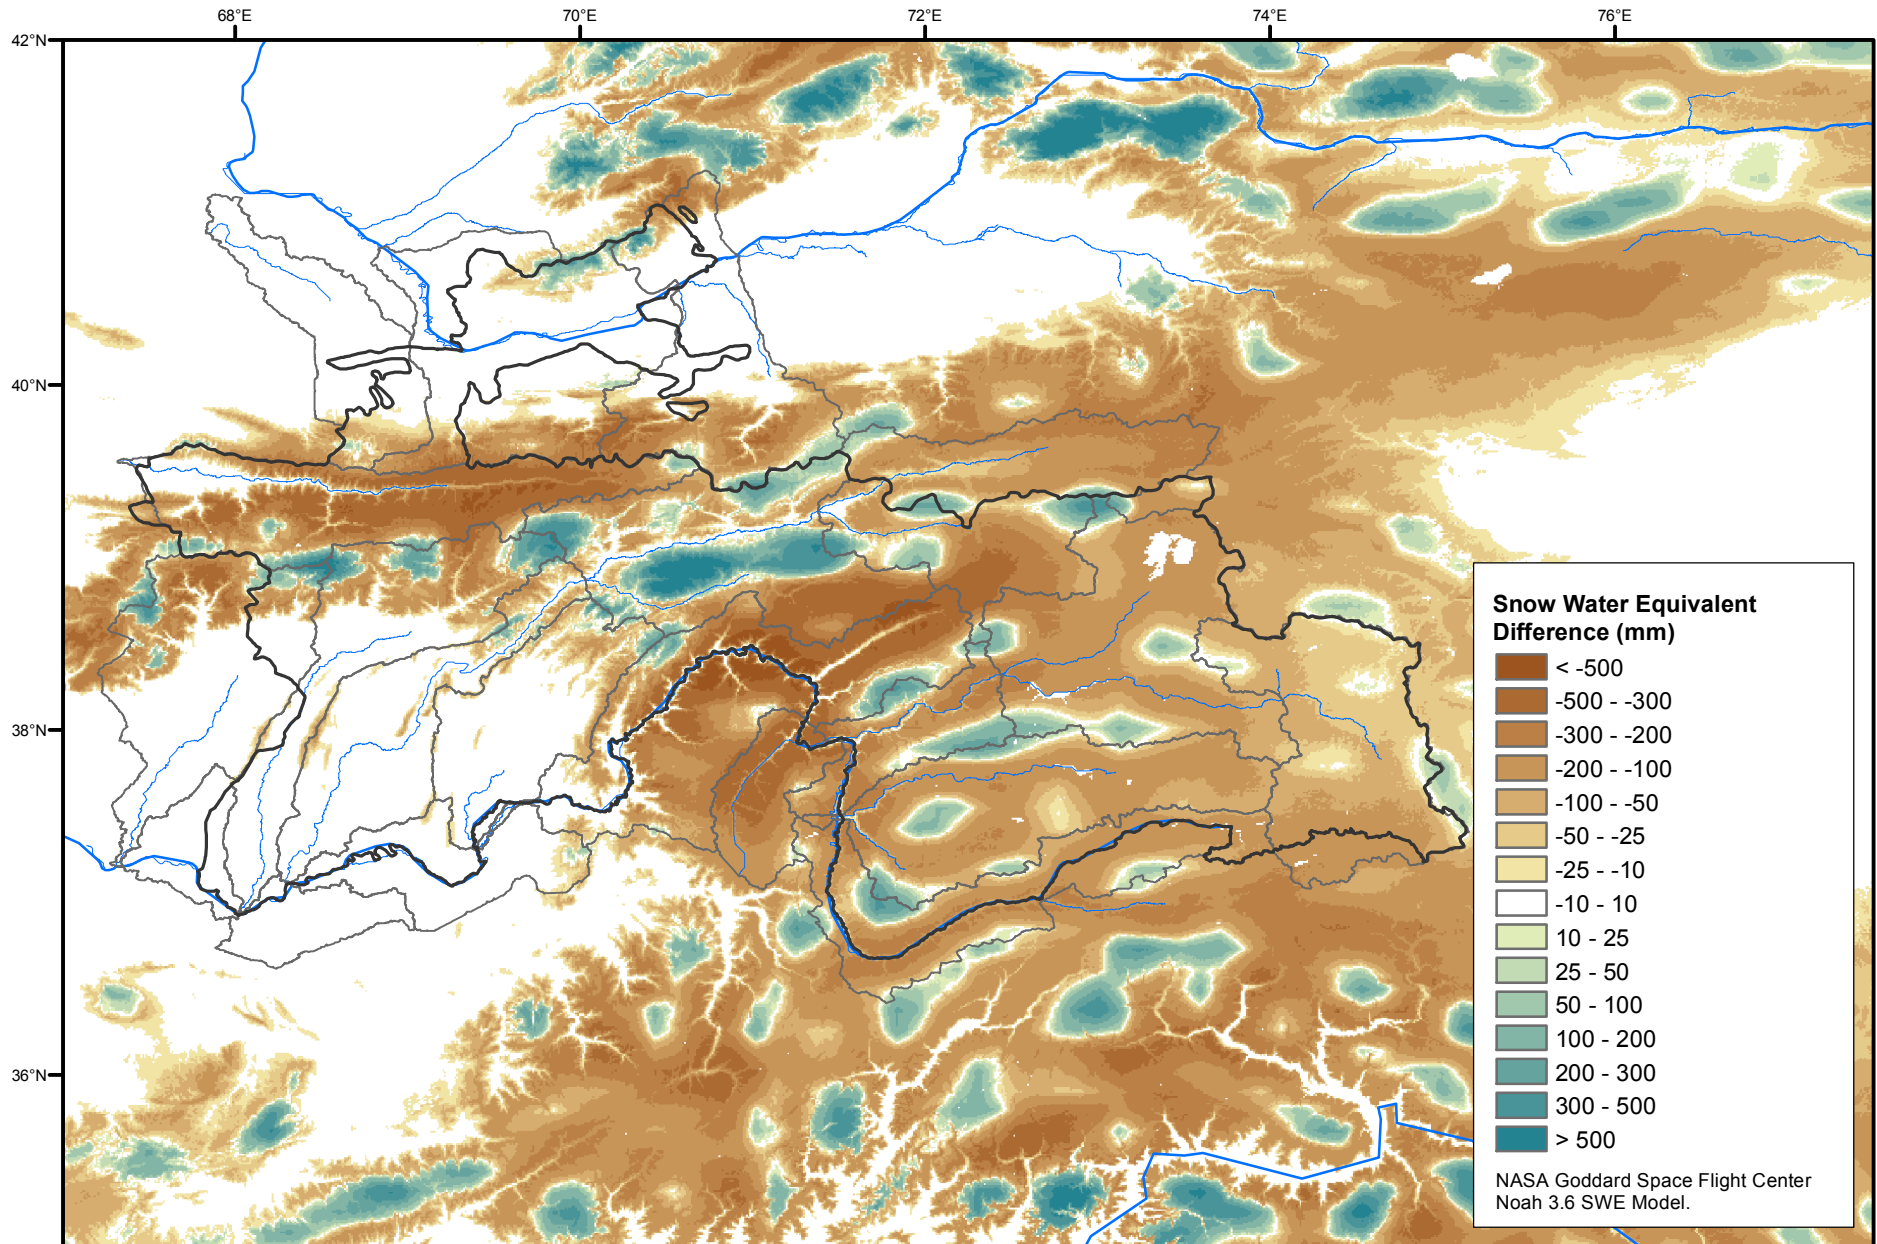 68°E 70°E 72°E 74°E 76°E
42°N
40°N
38°N
36°N
Snow Water Equivalent
Difference (mm)
< -500
-500 - -300
-300 - -200
-200 - -100
-100 - -50
-50 - -25
-25 - -10
-10 - 10
10 - 25
25 - 50
50 - 100
100 - 200
200 - 300
300 - 500
> 500
NASA Goddard Space Flight Center
Noah 3.6 SWE Model.